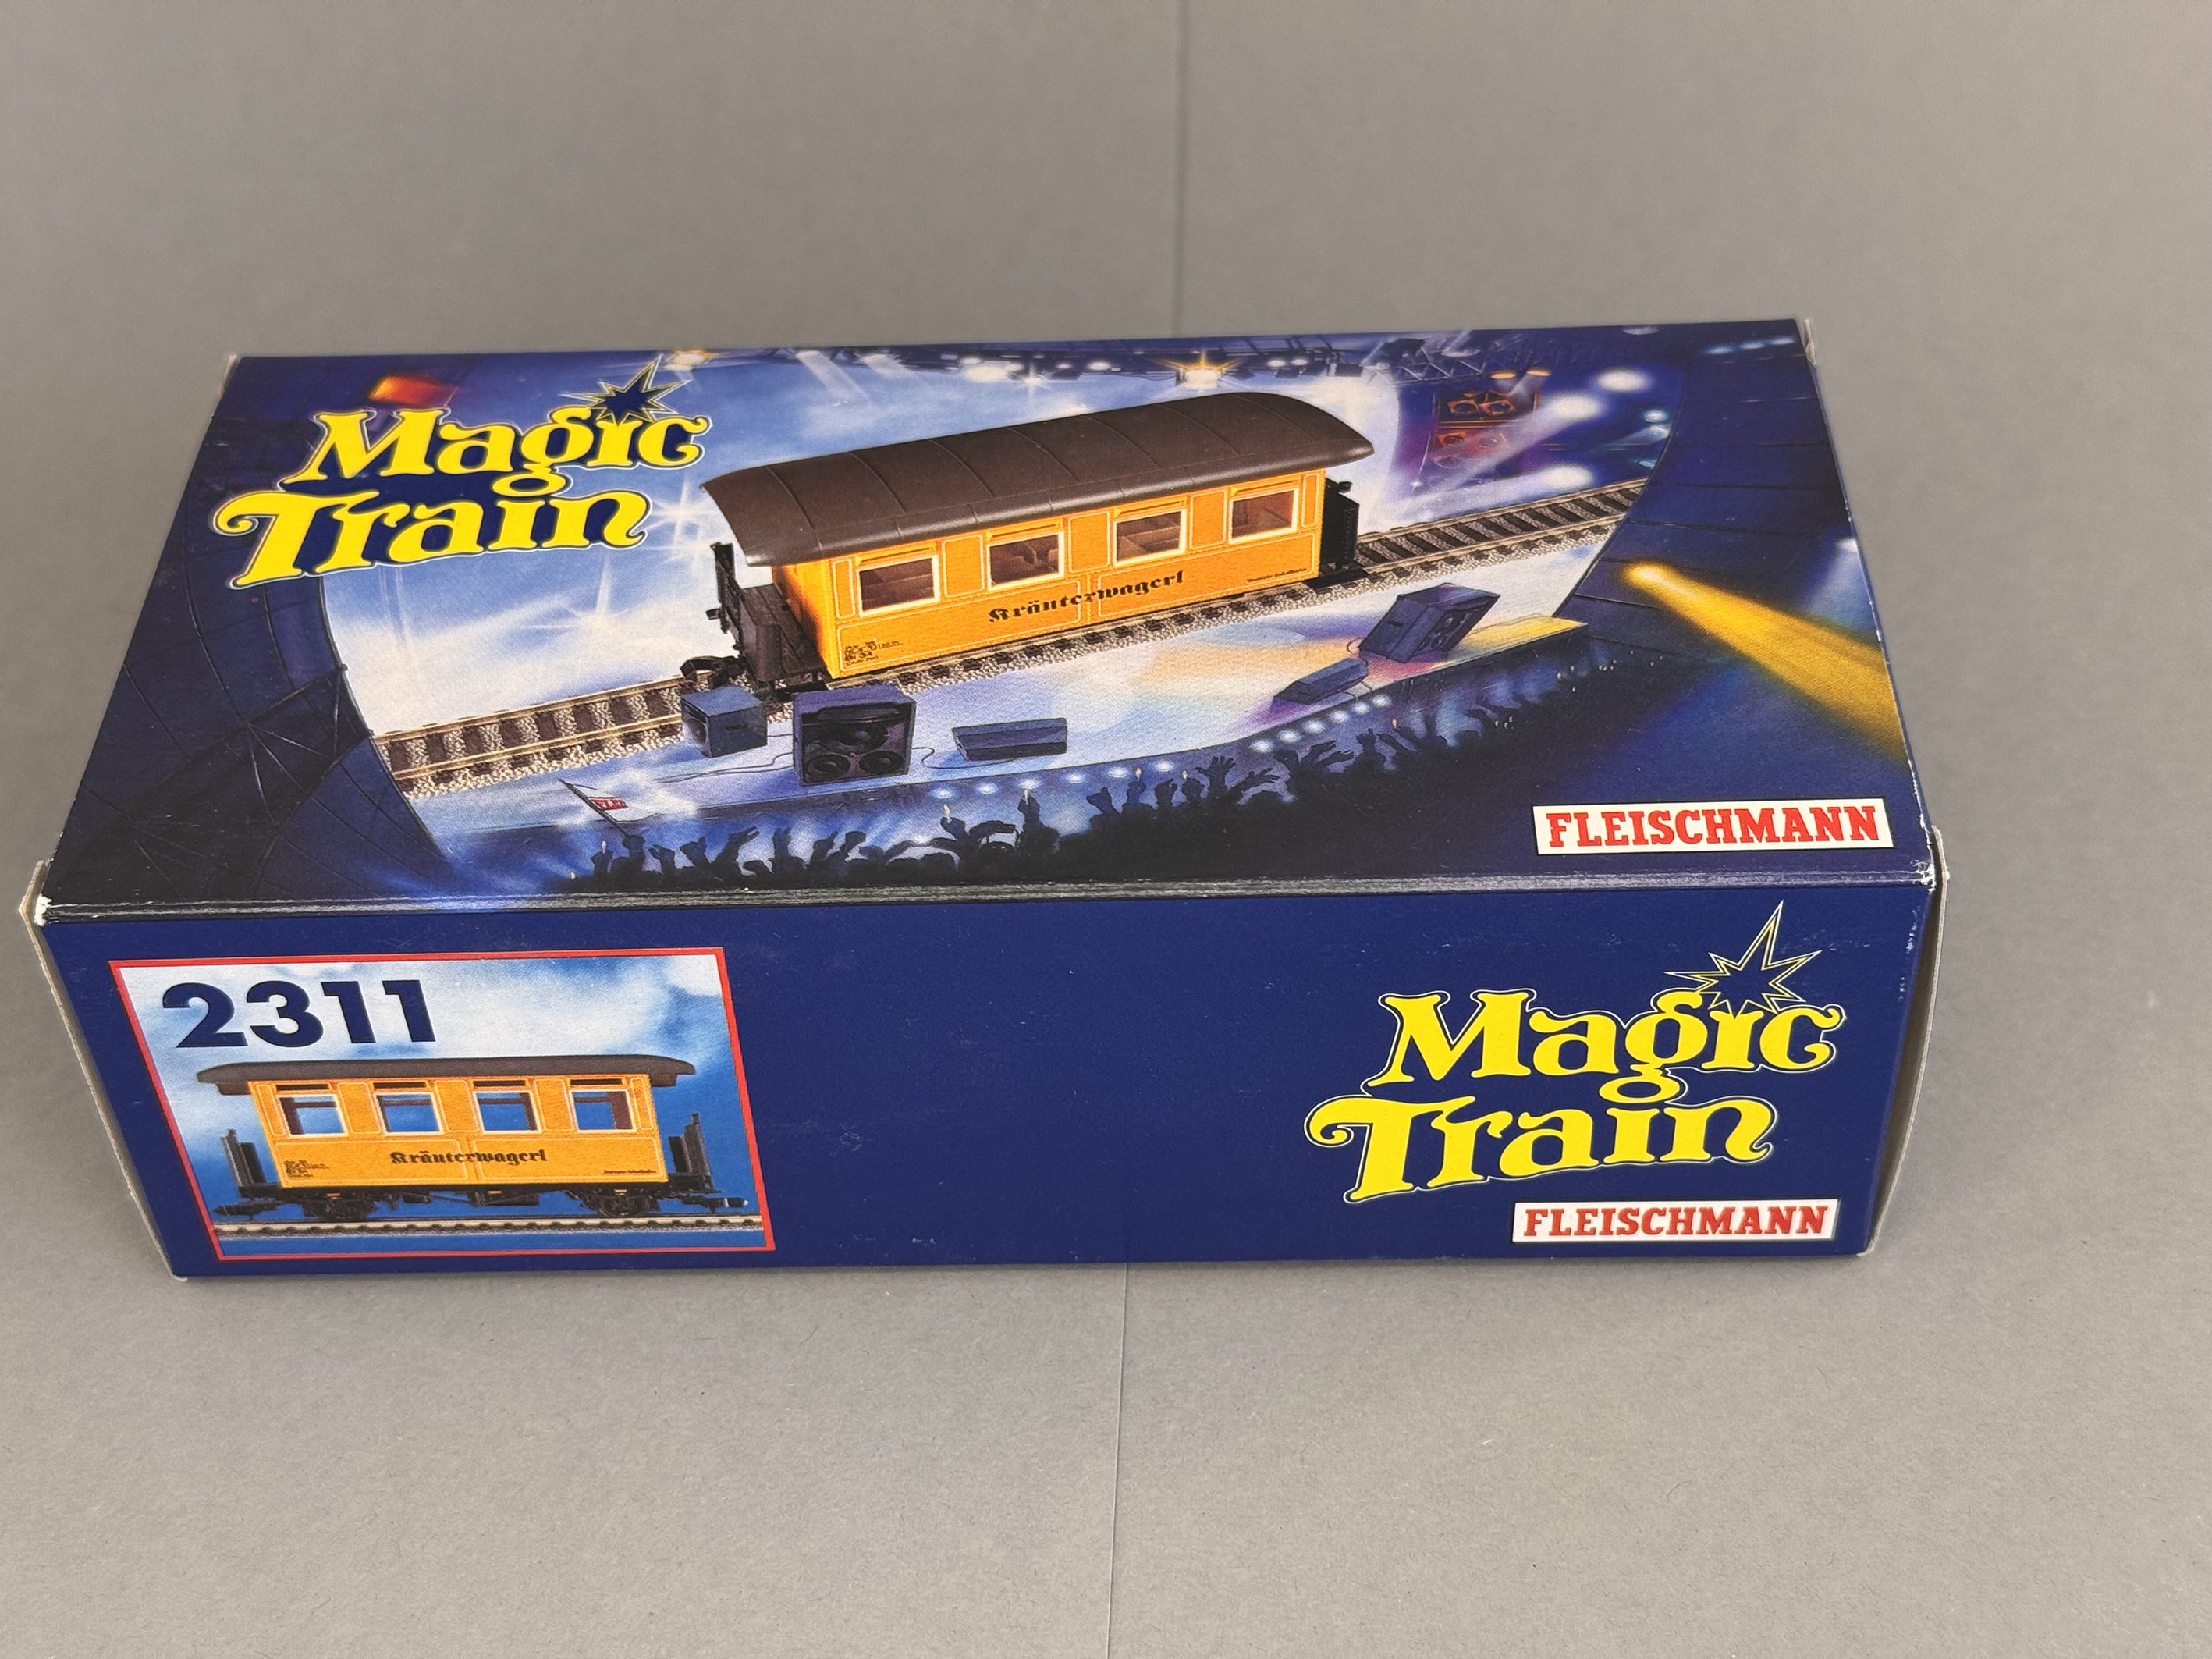 Magic
Train
Kräuterwagerl
FLEISCHMANN
2311
Kräuterwagerl
Magic
Train
FLEISCHMANN